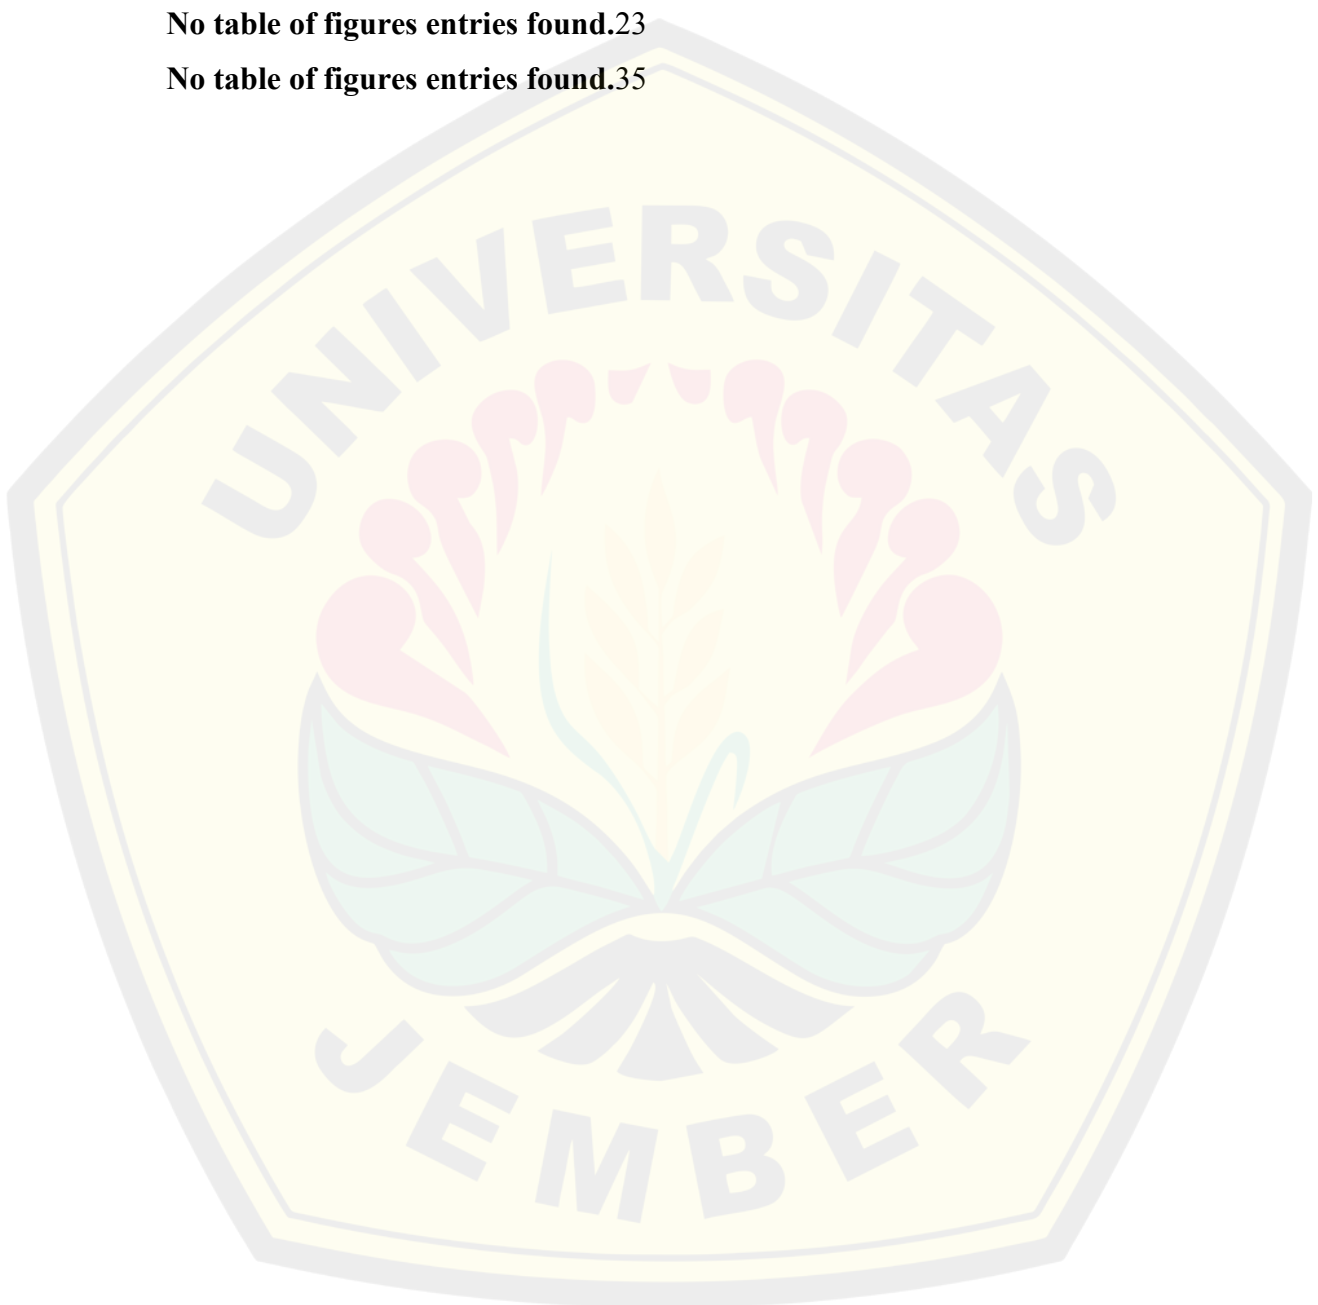 No table of figures entries found.23
No table of figures entries found.35
UNIVERSITAS
JEMBER